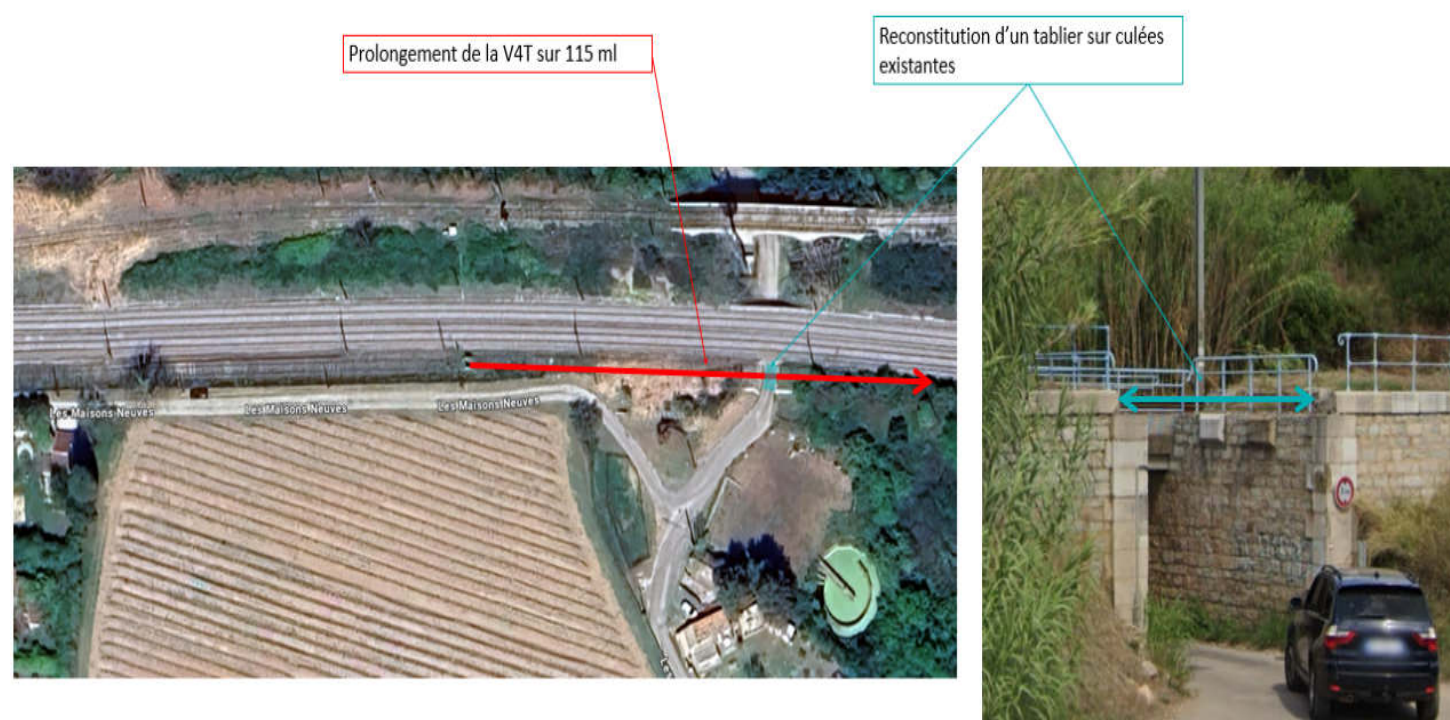 Prolongement de la V4T sur 115 ml
Reconstitution d’un tablier sur culées
existantes
Les Maisons Neuves
Les Maisons Neuves
Les Maisons Neuves